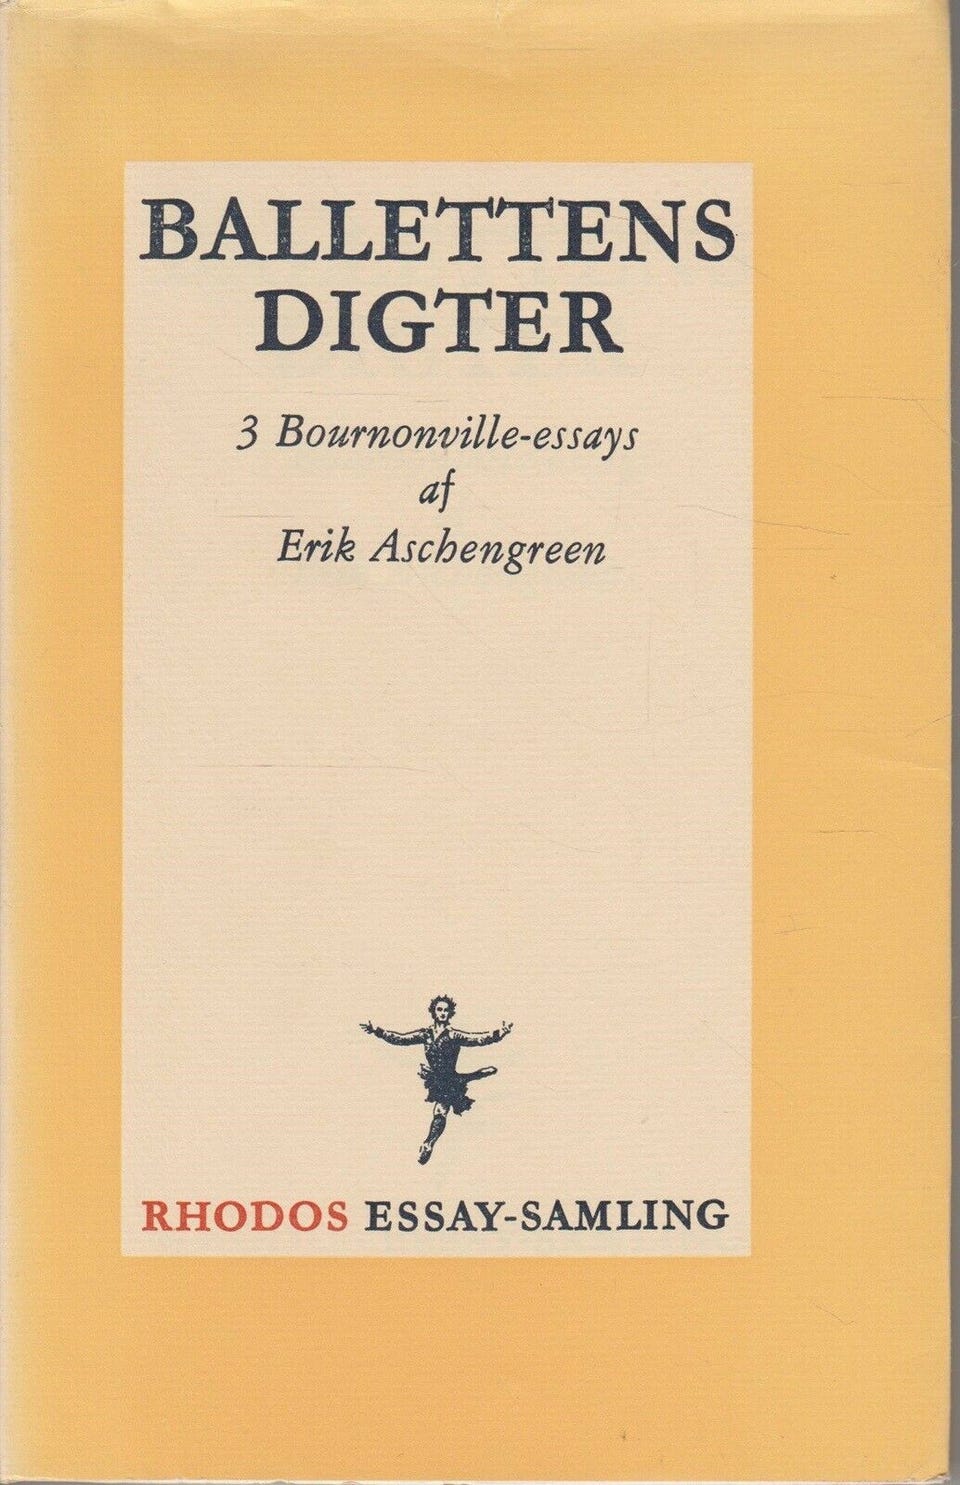 BALLETTENS
DIGTER
3 Bournonville-essays
af
Erik Aschengreen
RHODOS ESSAY-SAMLING